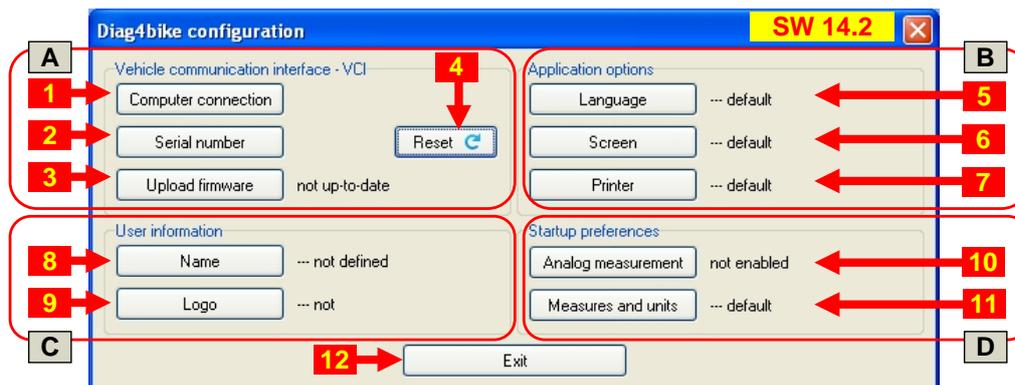 Diag4bike configuration
SW 14.2
A
B
Vehicle communication interface - VCI
4
Application options
1
Computer connection
Language
--- default
5
2
Serial number
Reset
Screen
--- default
6
3
Upload firmware
not up-to-date
Printer
--- default
7
User information
Startup preferences
8
Name
--- not defined
Analog measurement
not enabled
10
9
Logo
--- not
Measures and units
--- default
11
C
D
12
Exit